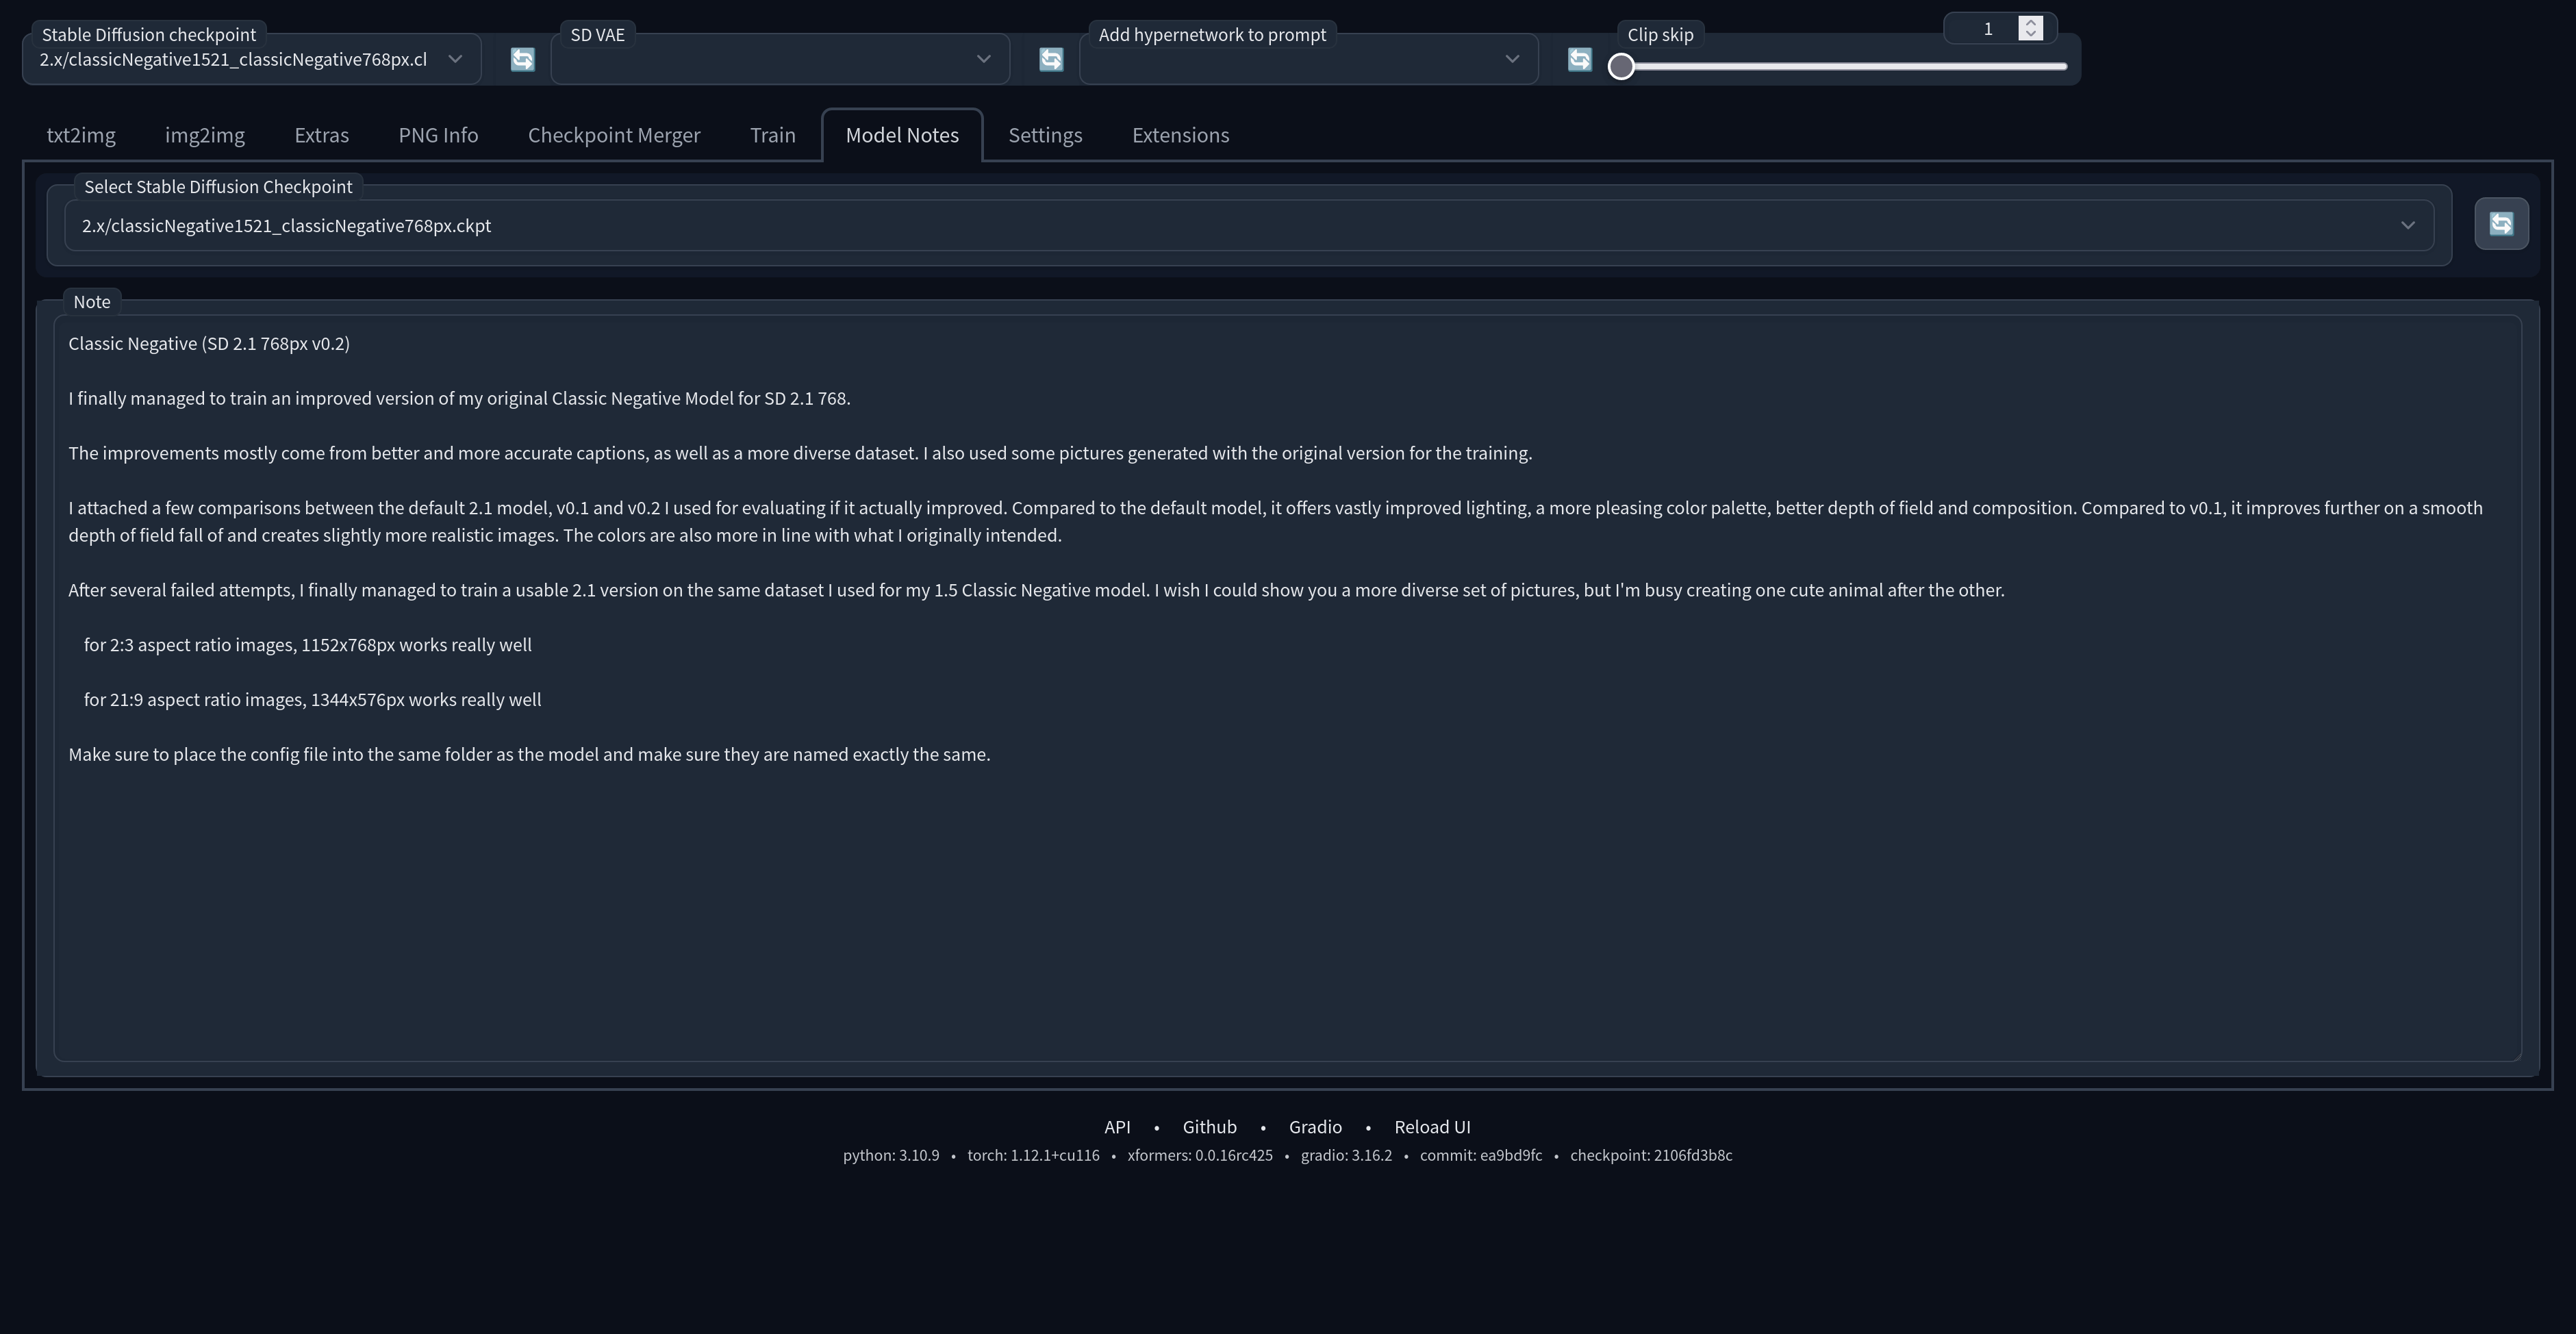 Stable Diffusion checkpoint
2.x/classicNegative1521_classicNegative768px.cl
SD VAE
Add hypernetwork to prompt
Clip skip
1
txt2img
img2img
Extras
PNG Info
Checkpoint Merger
Train
Model Notes
Settings
Extensions
Select Stable Diffusion Checkpoint
2.x/classicNegative1521_classicNegative768px.ckpt
Note
Classic Negative (SD 2.1 768px v0.2)
I finally managed to train an improved version of my original Classic Negative Model for SD 2.1 768.
The improvements mostly come from better and more accurate captions, as well as a more diverse dataset. I also used some pictures generated with the original version for the training.
I attached a few comparisons between the default 2.1 model, v0.1 and v0.2 I used for evaluating if it actually improved. Compared to the default model, it offers vastly improved lighting, a more pleasing color palette, better depth of field and composition. Compared to v0.1, it improves further on a smooth
depth of field fall of and creates slightly more realistic images. The colors are also more in line with what I originally intended.
After several failed attempts, I finally managed to train a usable 2.1 version on the same dataset I used for my 1.5 Classic Negative model. I wish I could show you a more diverse set of pictures, but I'm busy creating one cute animal after the other.
for 2:3 aspect ratio images, 1152x768px works really well
for 21:9 aspect ratio images, 1344x576px works really well
Make sure to place the config file into the same folder as the model and make sure they are named exactly the same.
API • Github • Gradio • Reload UI
python: 3.10.9 • torch: 1.12.1+cu116 • xformers: 0.0.16rc425 • gradio: 3.16.2 • commit: ea9bd9fc • checkpoint: 2106fd3b8c